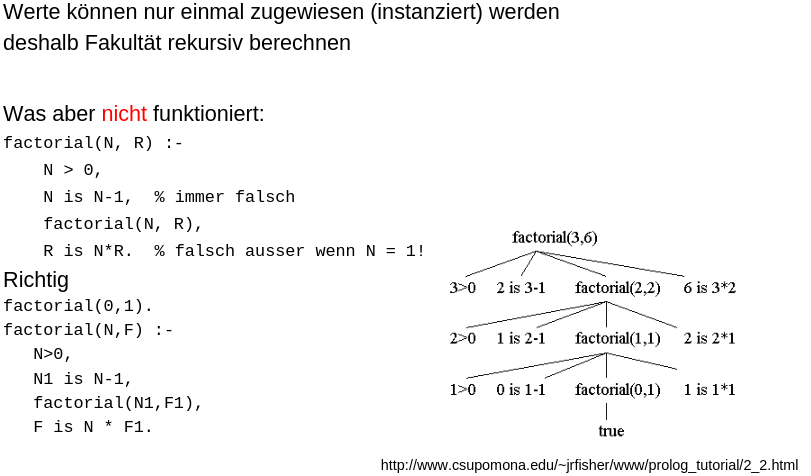 Werte können nur einmal zugewiesen (instanziert) werden
deshalb Fakultät rekursiv berechnen
Was aber nicht funktioniert:
factorial(N, R) :-
    N > 0,
    N is N-1,  % immer falsch
    factorial(N, R),
    R is N*R.  % falsch ausser wenn N = 1!
Richtig
factorial(0,1).
factorial(N,F) :-
   N>0,
   N1 is N-1,
   factorial(N1,F1),
   F is N * F1.
factorial(3,6)
3>0 2 is 3-1 factorial(2,2) 6 is 3*2
2>0 1 is 2-1 factorial(1,1) 2 is 2*1
1>0 0 is 1-1 factorial(0,1) 1 is 1*1
true
http://www.csupomona.edu/~jrfisher/www/prolog_tutorial/2_2.html